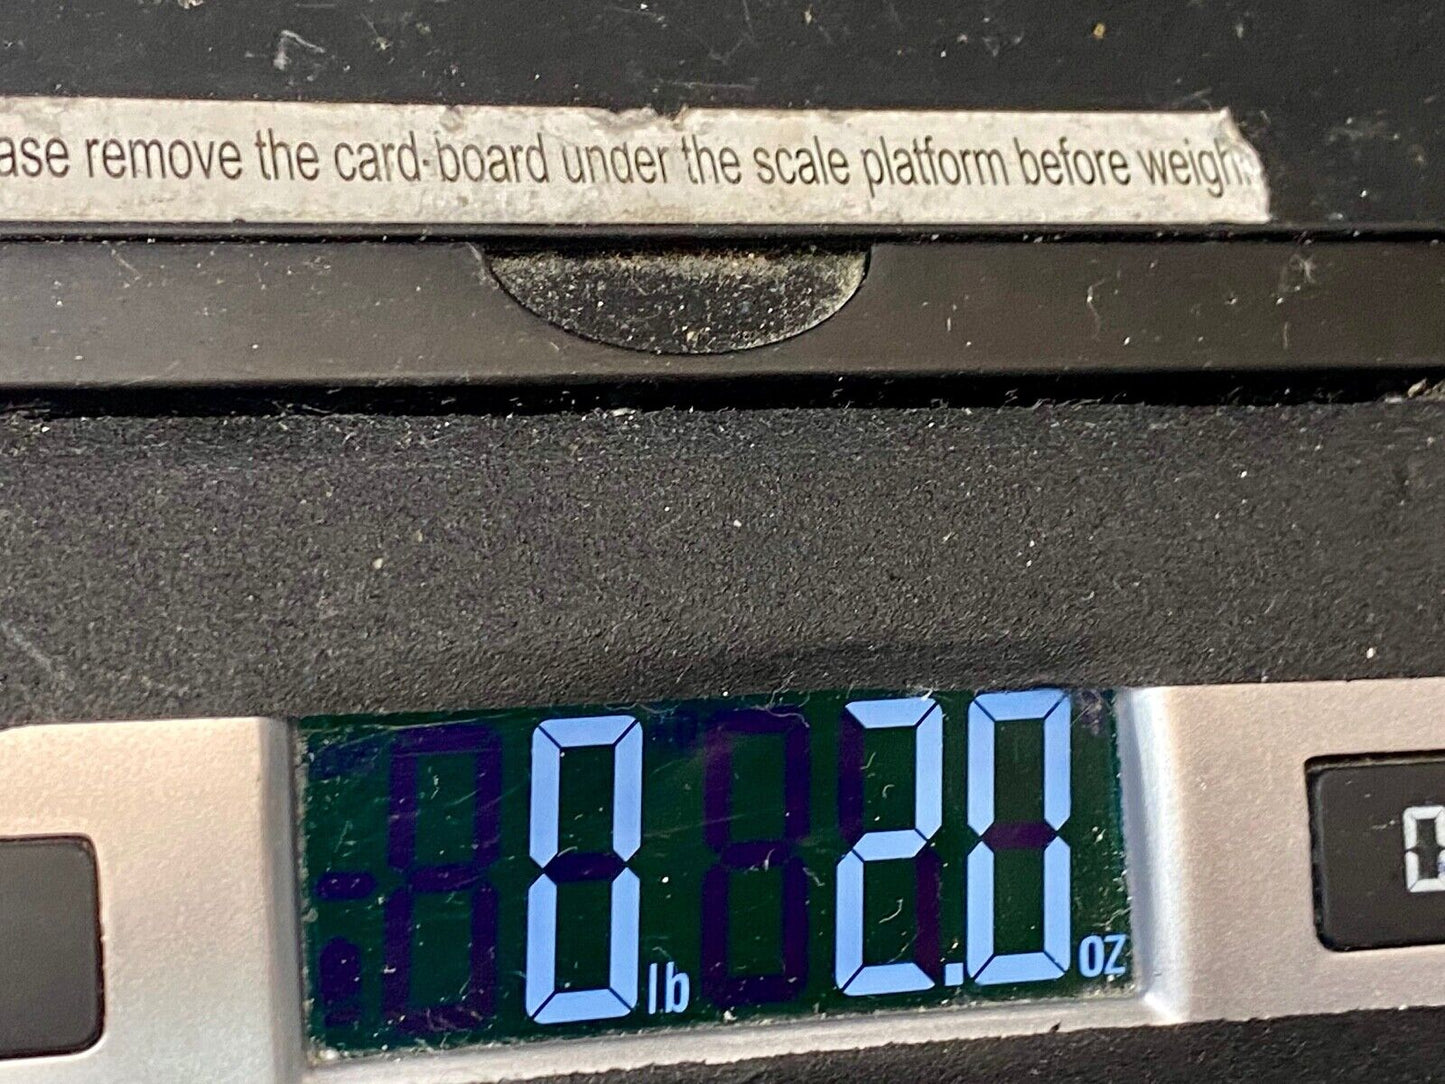 ase remove the card-board under the scale platform before weigh
0 lb 2.0 oz